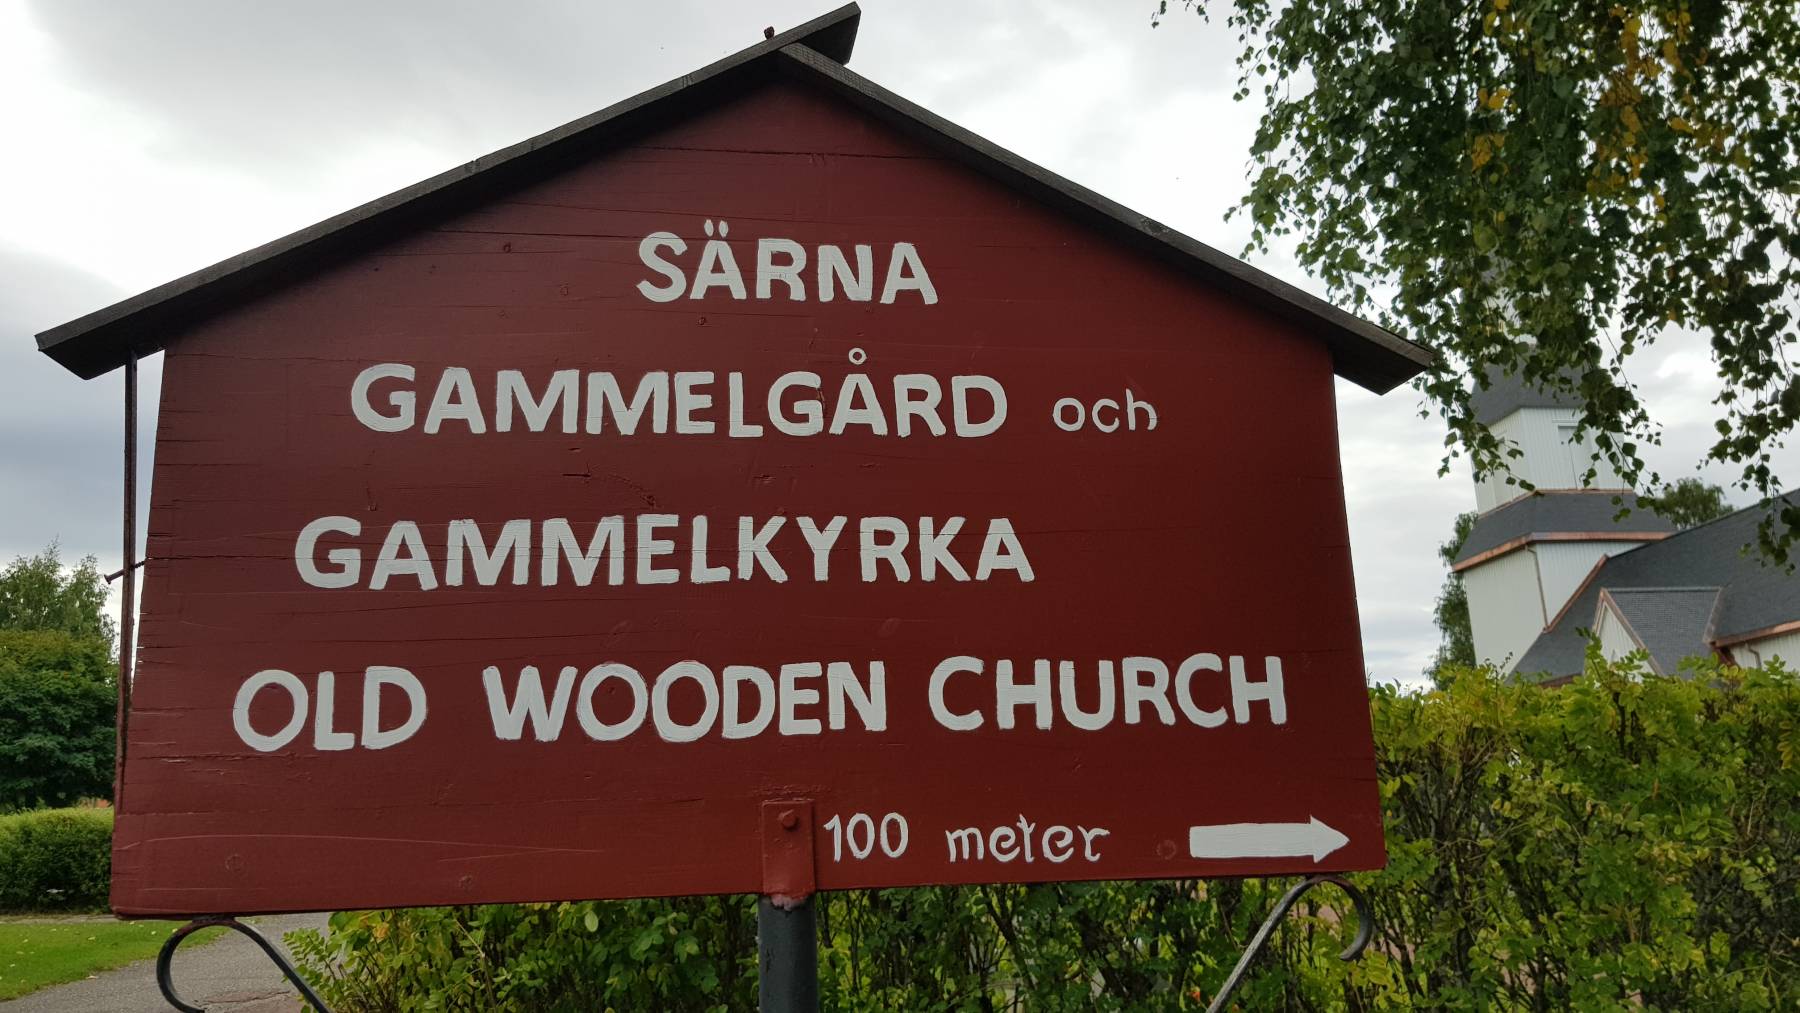 SÄRNA
GAMMELGÅRD och
GAMMELKYRKA
OLD WOODEN CHURCH
100 meter